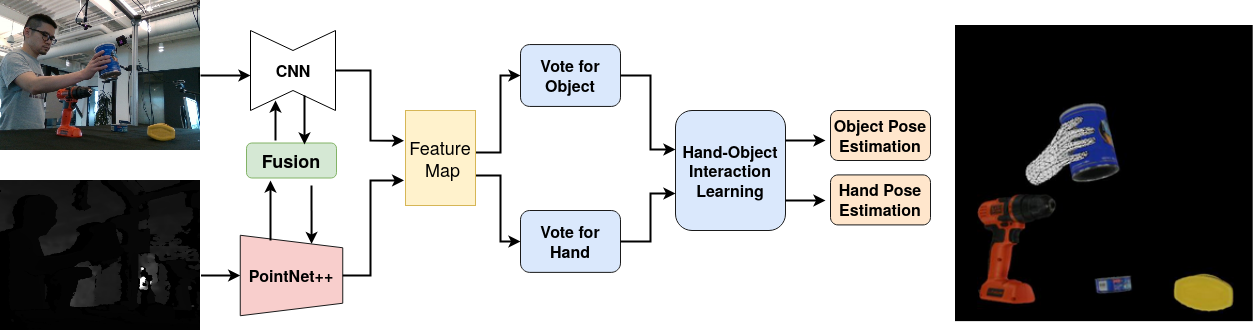 CNN
Fusion
PointNet++
Feature
Map
Vote for
Object
Vote for
Hand
Hand-Object
Interaction
Learning
Object Pose
Estimation
Hand Pose
Estimation